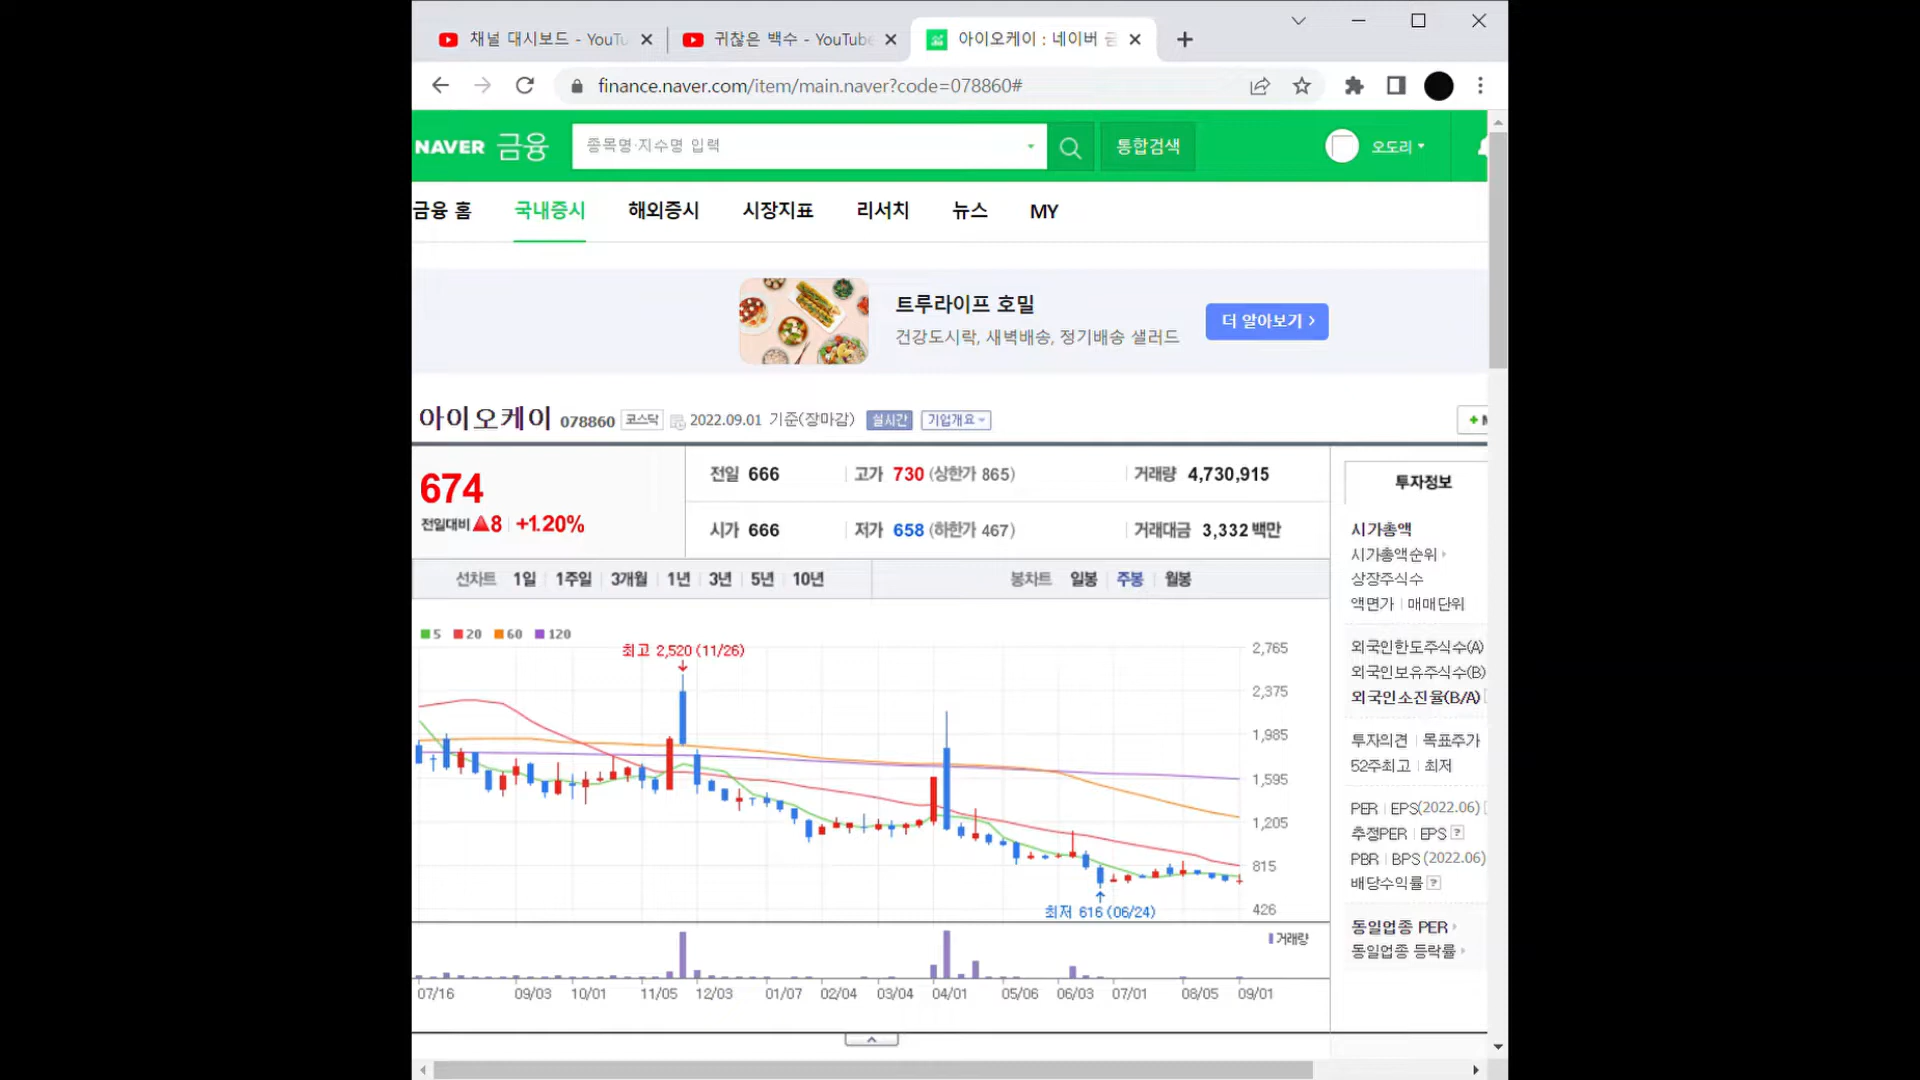 채널 대시보드 - YouTu
귀찮은 백수 - YouTube
아이오케이 : 네이버 금
finance.naver.com/item/main.naver?code=078860#
NAVER 금융
종목명·지수명 입력
통합검색
오도리
금융 홈 국내증시 해외증시 시장지표 리서치 뉴스 MY
트루라이프 호밀
건강도시락, 새벽배송, 정기배송 샐러드
더 알아보기 >
아이오케이 078860 코스닥 2022.09.01 기준(장마감) 실시간 기업개요
674
전일대비 ▲8 +1.20%
전일 666 고가 730 (상한가 865) 거래량 4,730,915
시가 666 저가 658 (하한가 467) 거래대금 3,332 백만
선차트 1일 1주일 3개월 1년 3년 5년 10년
봉차트 일봉 주봉 월봉
5 20 60 120
최고 2,520 (11/26)
2,765
2,375
1,985
1,595
1,205
815
426
최저 616 (06/24)
거래량
07/16 09/03 10/01 11/05 12/03 01/07 02/04 03/04 04/01 05/06 06/03 07/01 08/05 09/01
투자정보
시가총액
시가총액순위
상장주식수
액면가 | 매매단위
외국인한도주식수(A)
외국인보유주식수(B)
외국인소진율(B/A)
투자의견 | 목표주가
52주최고 | 최저
PER | EPS(2022.06)
추정PER | EPS ?
PBR | BPS (2022.06)
배당수익률 ?
동일업종 PER
동일업종 등락률